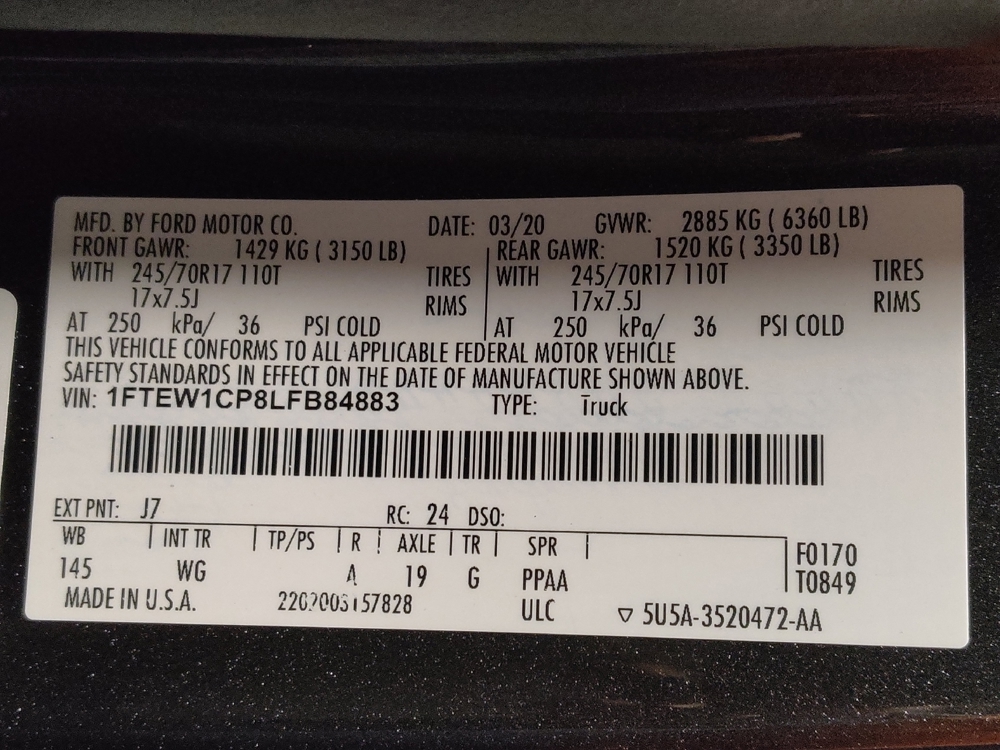 MFD. BY FORD MOTOR CO. DATE: 03/20 GVWR: 2885 KG ( 6360 LB)
FRONT GAWR: 1429 KG ( 3150 LB) REAR GAWR: 1520 KG ( 3350 LB)
WITH 245/70R17 110T TIRES WITH 245/70R17 110T TIRES
17x7.5J RIMS 17x7.5J RIMS
AT 250 kPa/ 36 PSI COLD AT 250 kPa/ 36 PSI COLD
THIS VEHICLE CONFORMS TO ALL APPLICABLE FEDERAL MOTOR VEHICLE
SAFETY STANDARDS IN EFFECT ON THE DATE OF MANUFACTURE SHOWN ABOVE.
VIN: 1FTEW1CP8LFB84883 TYPE: Truck
EXT PNT: J7 RC: 24 DSO:
WB INT TR TP/PS R AXLE TR SPR F0170
145 WG A 19 G PPAA T0849
MADE IN U.S.A. ULC ▽ 5U5A-3520472-AA